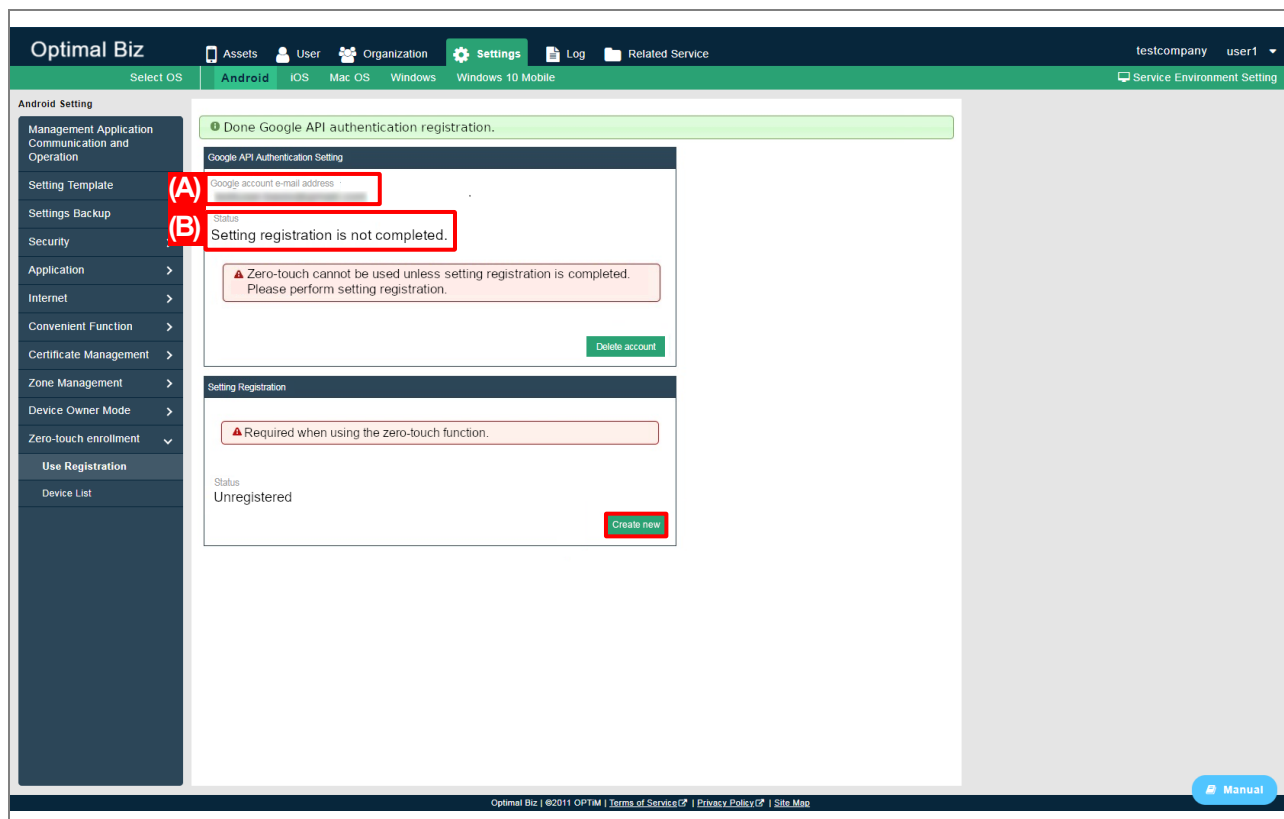 Optimal Biz
Assets User Organization Settings Log Related Service
testcompany user1
Select OS Android iOS Mac OS Windows Windows 10 Mobile
Service Environment Setting
Android Setting
Management Application
Communication and
Operation
Setting Template
Settings Backup
Security
Application
Internet
Convenient Function
Certificate Management
Zone Management
Device Owner Mode
Zero-touch enrollment
Use Registration
Device List
Done Google API authentication registration.
Google API Authentication Setting
(A)
Google account e-mail address
(B)
Status
Setting registration is not completed.
Zero-touch cannot be used unless setting registration is completed.
Please perform setting registration.
Delete account
Setting Registration
Required when using the zero-touch function.
Status
Unregistered
Create new
Manual
Optimal Biz | ©2011 OPTiM | Terms of Service | Privacy Policy | Site Map